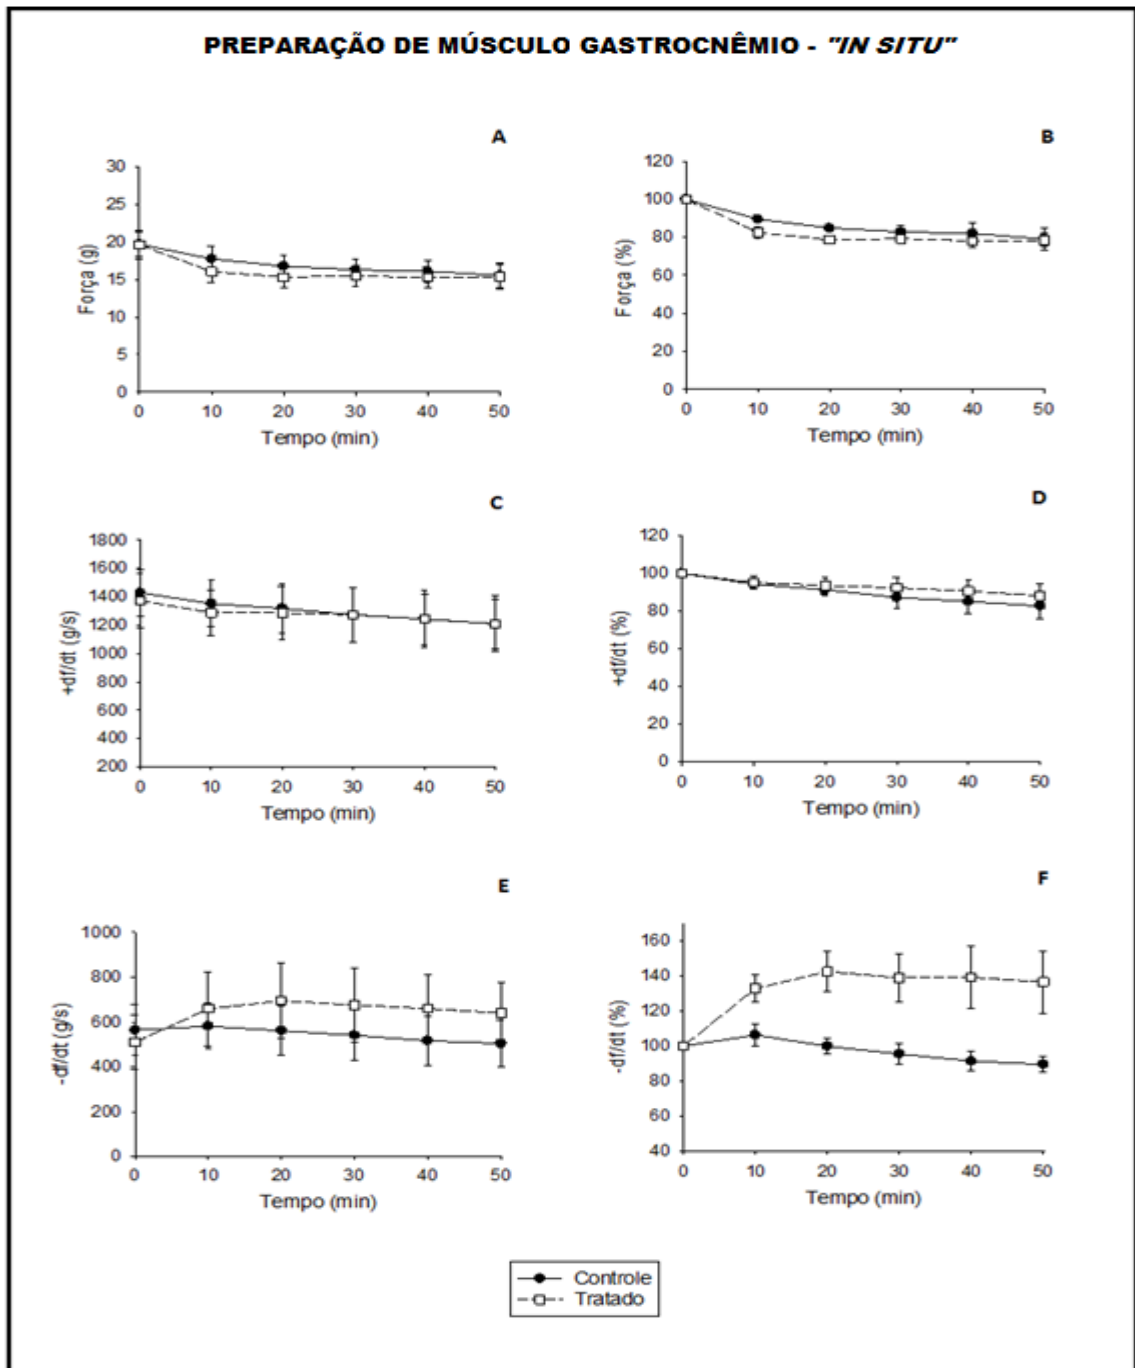 PREPARAÇÃO DE MÚSCULO GASTROCNÊMIO - "IN SITU"
A
30
25
20
15
10
5
0
Força (g)
0 10 20 30 40 50
Tempo (min)
B
120
100
80
60
40
20
0
Força (%)
0 10 20 30 40 50
Tempo (min)
C
1800
1600
1400
1200
1000
800
600
400
200
+df/dt (g/s)
0 10 20 30 40 50
Tempo (min)
D
120
100
80
60
40
20
0
+df/dt (%)
0 10 20 30 40 50
Tempo (min)
E
1000
800
600
400
200
0
-df/dt (g/s)
0 10 20 30 40 50
Tempo (min)
F
160
140
120
100
80
60
40
-df/dt (%)
0 10 20 30 40 50
Tempo (min)
Controle
Tratado